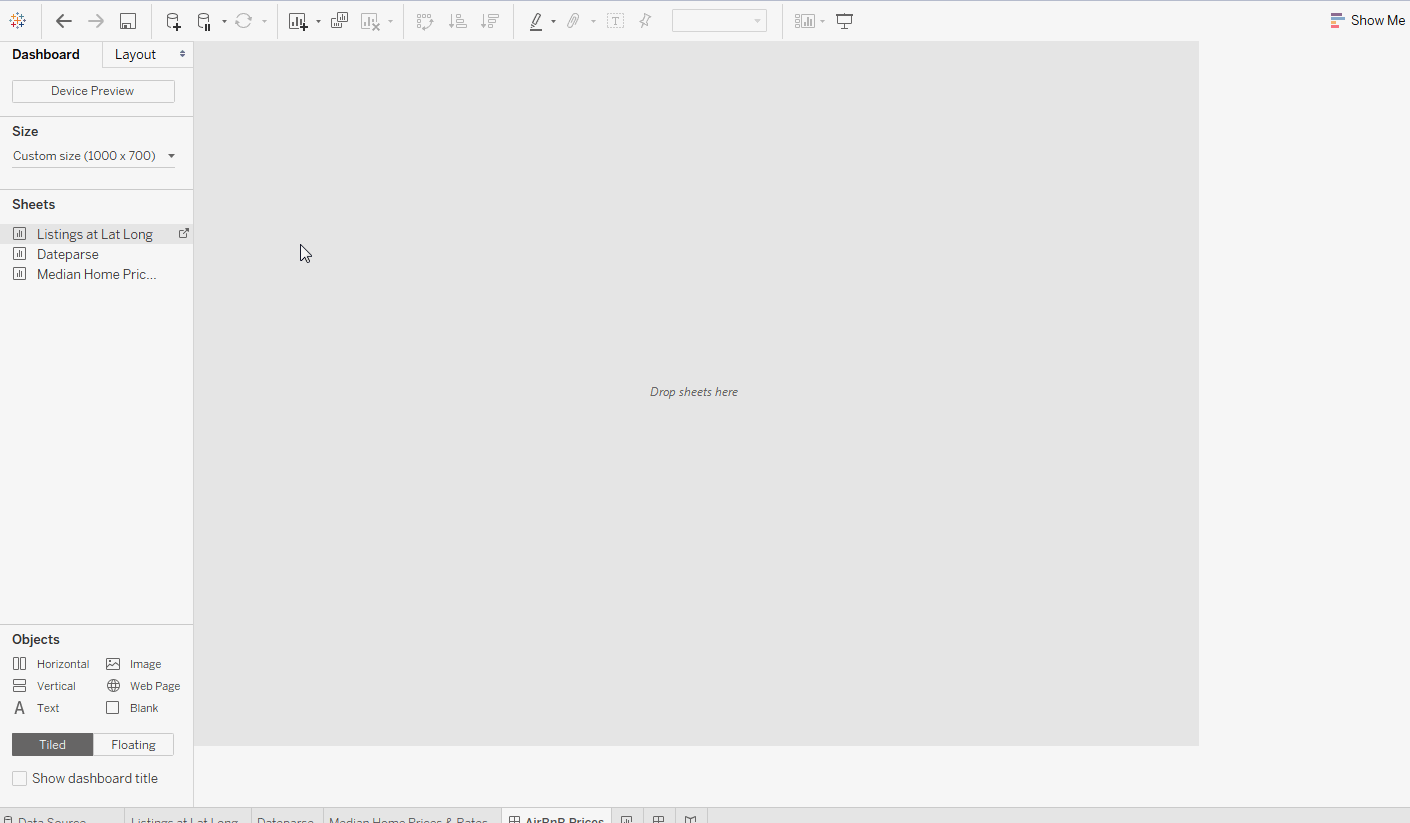 Show Me
Dashboard
Layout
Device Preview
Size
Custom size (1000 x 700)
Sheets
Listings at Lat Long
Dateparse
Median Home Pric...
Drop sheets here
Objects
Horizontal
Image
Vertical
Web Page
A Text
Blank
Tiled
Floating
Show dashboard title
Data Source
Listings at Lat Long
Dateparse
Median Home Prices & Rates
AirBnB Prices